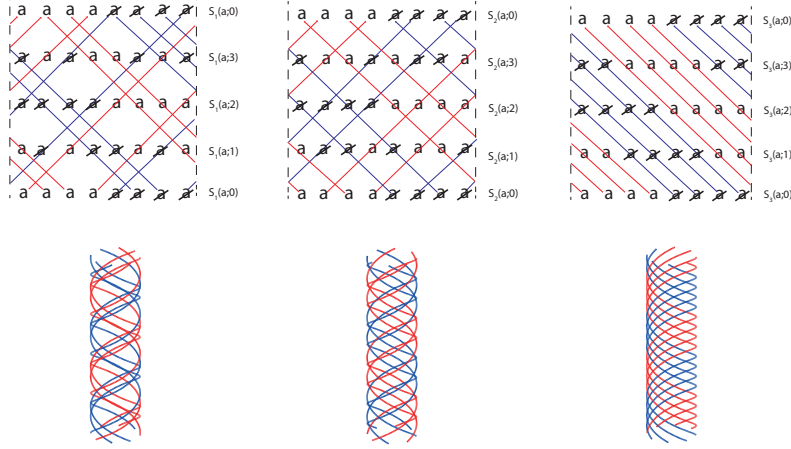 a a a a a a a a S₁(a;0)
a a a a a a a a S₁(a;3)
a a a a a a a a S₁(a;2)
a a a a a a a a S₁(a;1)
a a a a a a a a S₁(a;0)
a a a a a a a a S₂(a;0)
a a a a a a a a S₂(a;3)
a a a a a a a a S₂(a;2)
a a a a a a a a S₂(a;1)
a a a a a a a a S₂(a;0)
a a a a a a a a S₃(a;0)
a a a a a a a a S₃(a;3)
a a a a a a a a S₃(a;2)
a a a a a a a a S₃(a;1)
a a a a a a a a S₃(a;0)